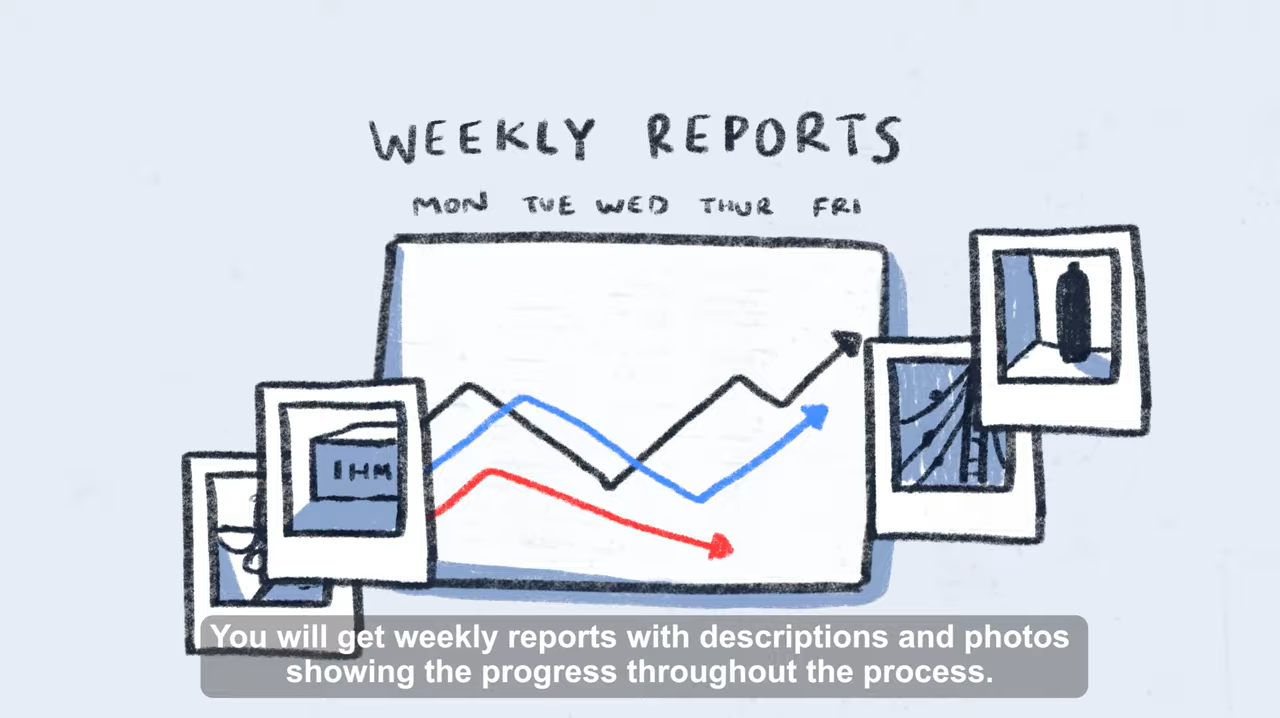 WEEKLY REPORTS
MON TUE WED THUR FRI
IHM
You will get weekly reports with descriptions and photos
showing the progress throughout the process.